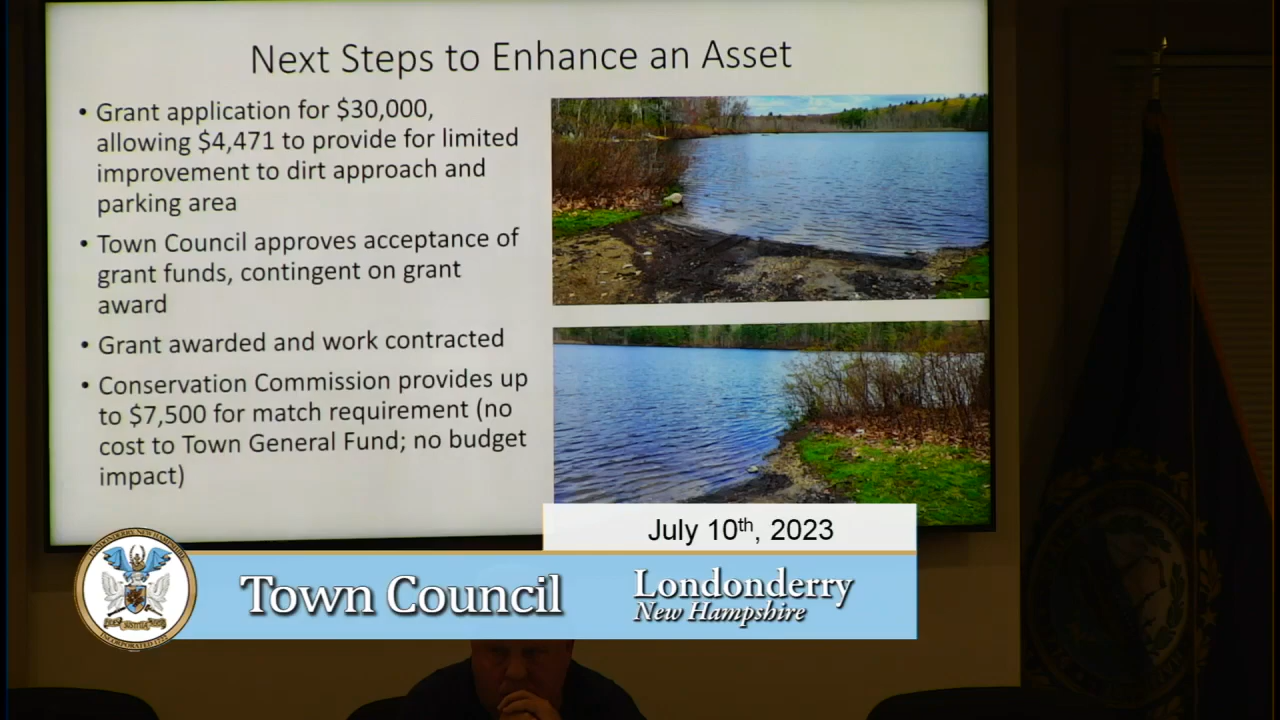 Next Steps to Enhance an Asset
• Grant application for $30,000,
allowing $4,471 to provide for limited
improvement to dirt approach and
parking area
• Town Council approves acceptance of
grant funds, contingent on grant
award
• Grant awarded and work contracted
• Conservation Commission provides up
to $7,500 for match requirement (no
cost to Town General Fund; no budget
impact)
July 10th, 2023
Town Council
Londonderry
New Hampshire